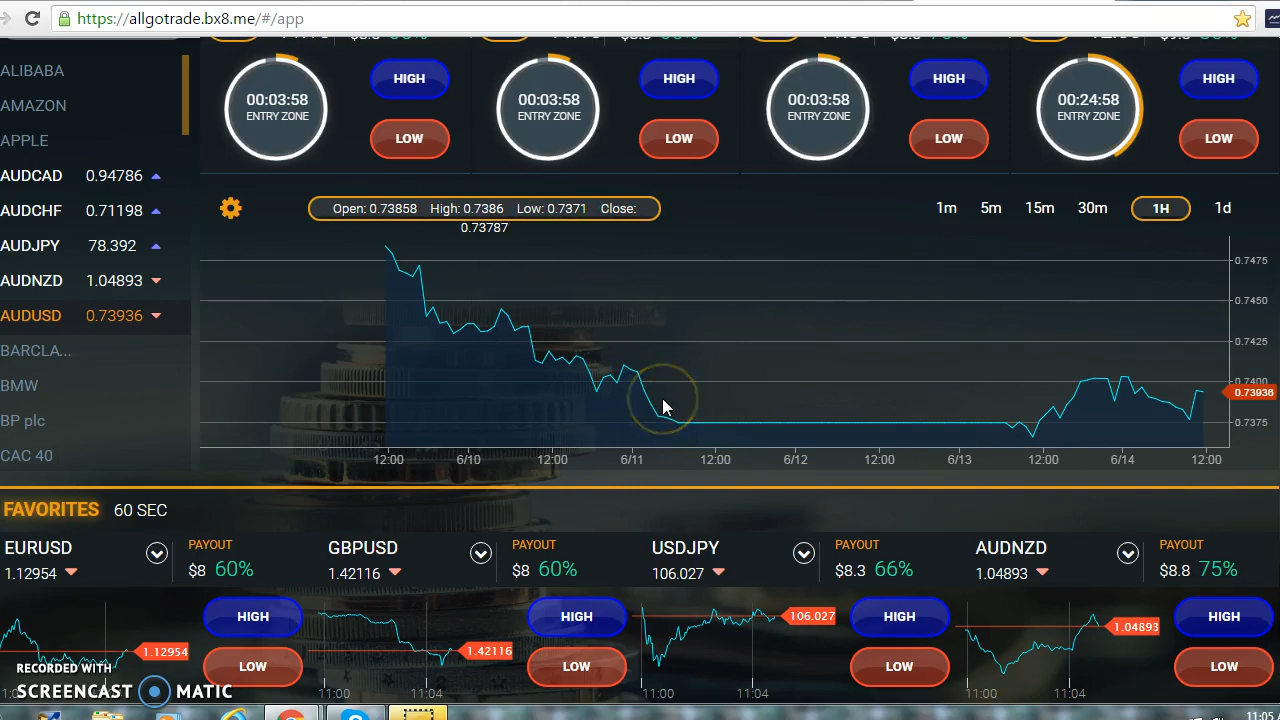 https://allgotrade.bx8.me/#/app
ALIBABA
AMAZON
APPLE
AUDCAD 0.94786
AUDCHF 0.71198
AUDJPY 78.392
AUDNZD 1.04893
AUDUSD 0.73936
BARCLA...
BMW
BP plc
CAC 40
00:03:58 ENTRY ZONE HIGH LOW
00:03:58 ENTRY ZONE HIGH LOW
00:03:58 ENTRY ZONE HIGH LOW
00:24:58 ENTRY ZONE HIGH LOW
Open: 0.73858 High: 0.7386 Low: 0.7371 Close:
0.73787
1m 5m 15m 30m 1H 1d
0.7475
0.7450
0.7425
0.7400
0.73936
0.7375
12:00 6/10 12:00 6/11 12:00 6/12 12:00 6/13 12:00 6/14 12:00
FAVORITES 60 SEC
EURUSD PAYOUT
1.12954 $8 60%
HIGH
1.12954
LOW
GBPUSD PAYOUT
1.42116 $8 60%
HIGH
1.42116
LOW
11:00 11:04
USDJPY PAYOUT
106.027 $8.3 66%
106.027 HIGH
LOW
11:00 11:04
AUDNZD PAYOUT
1.04893 $8.8 75%
HIGH
1.04893
LOW
11:00 11:04
RECORDED WITH
SCREENCAST MATIC
11:05